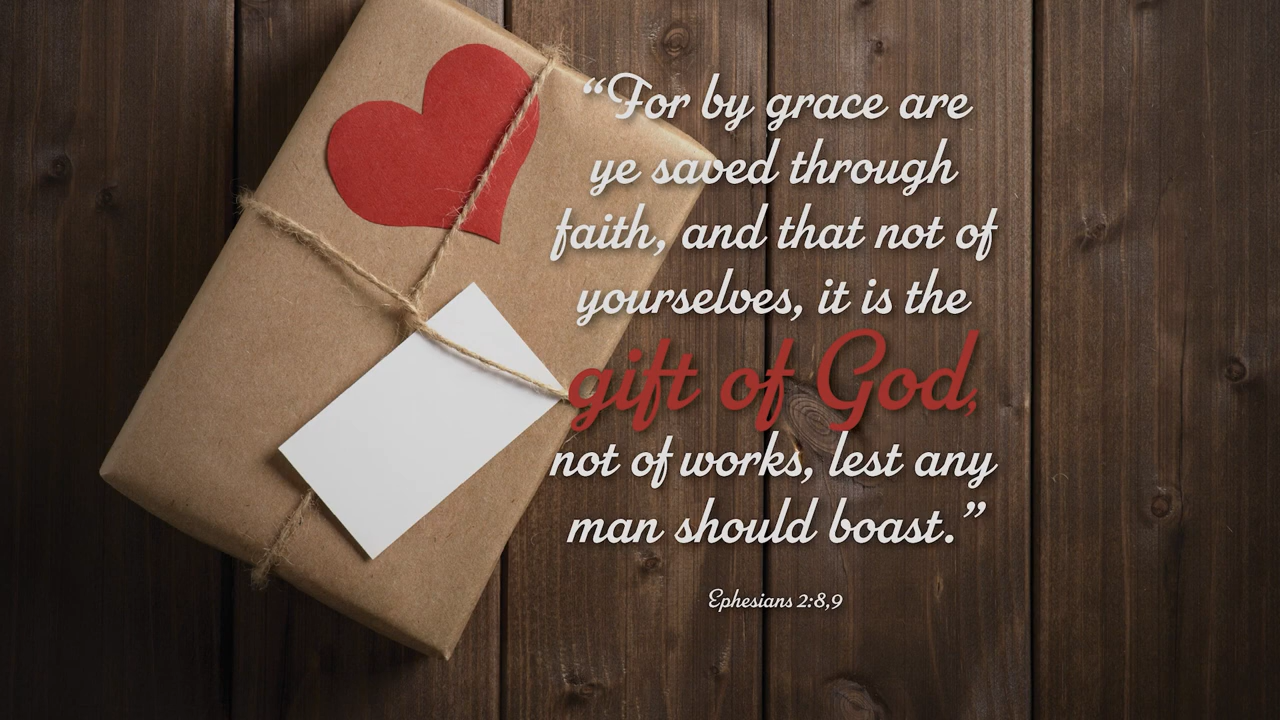 “For by grace are
ye saved through
faith, and that not of
yourselves, it is the
gift of God,
not of works, lest any
man should boast.”
Ephesians 2:8,9